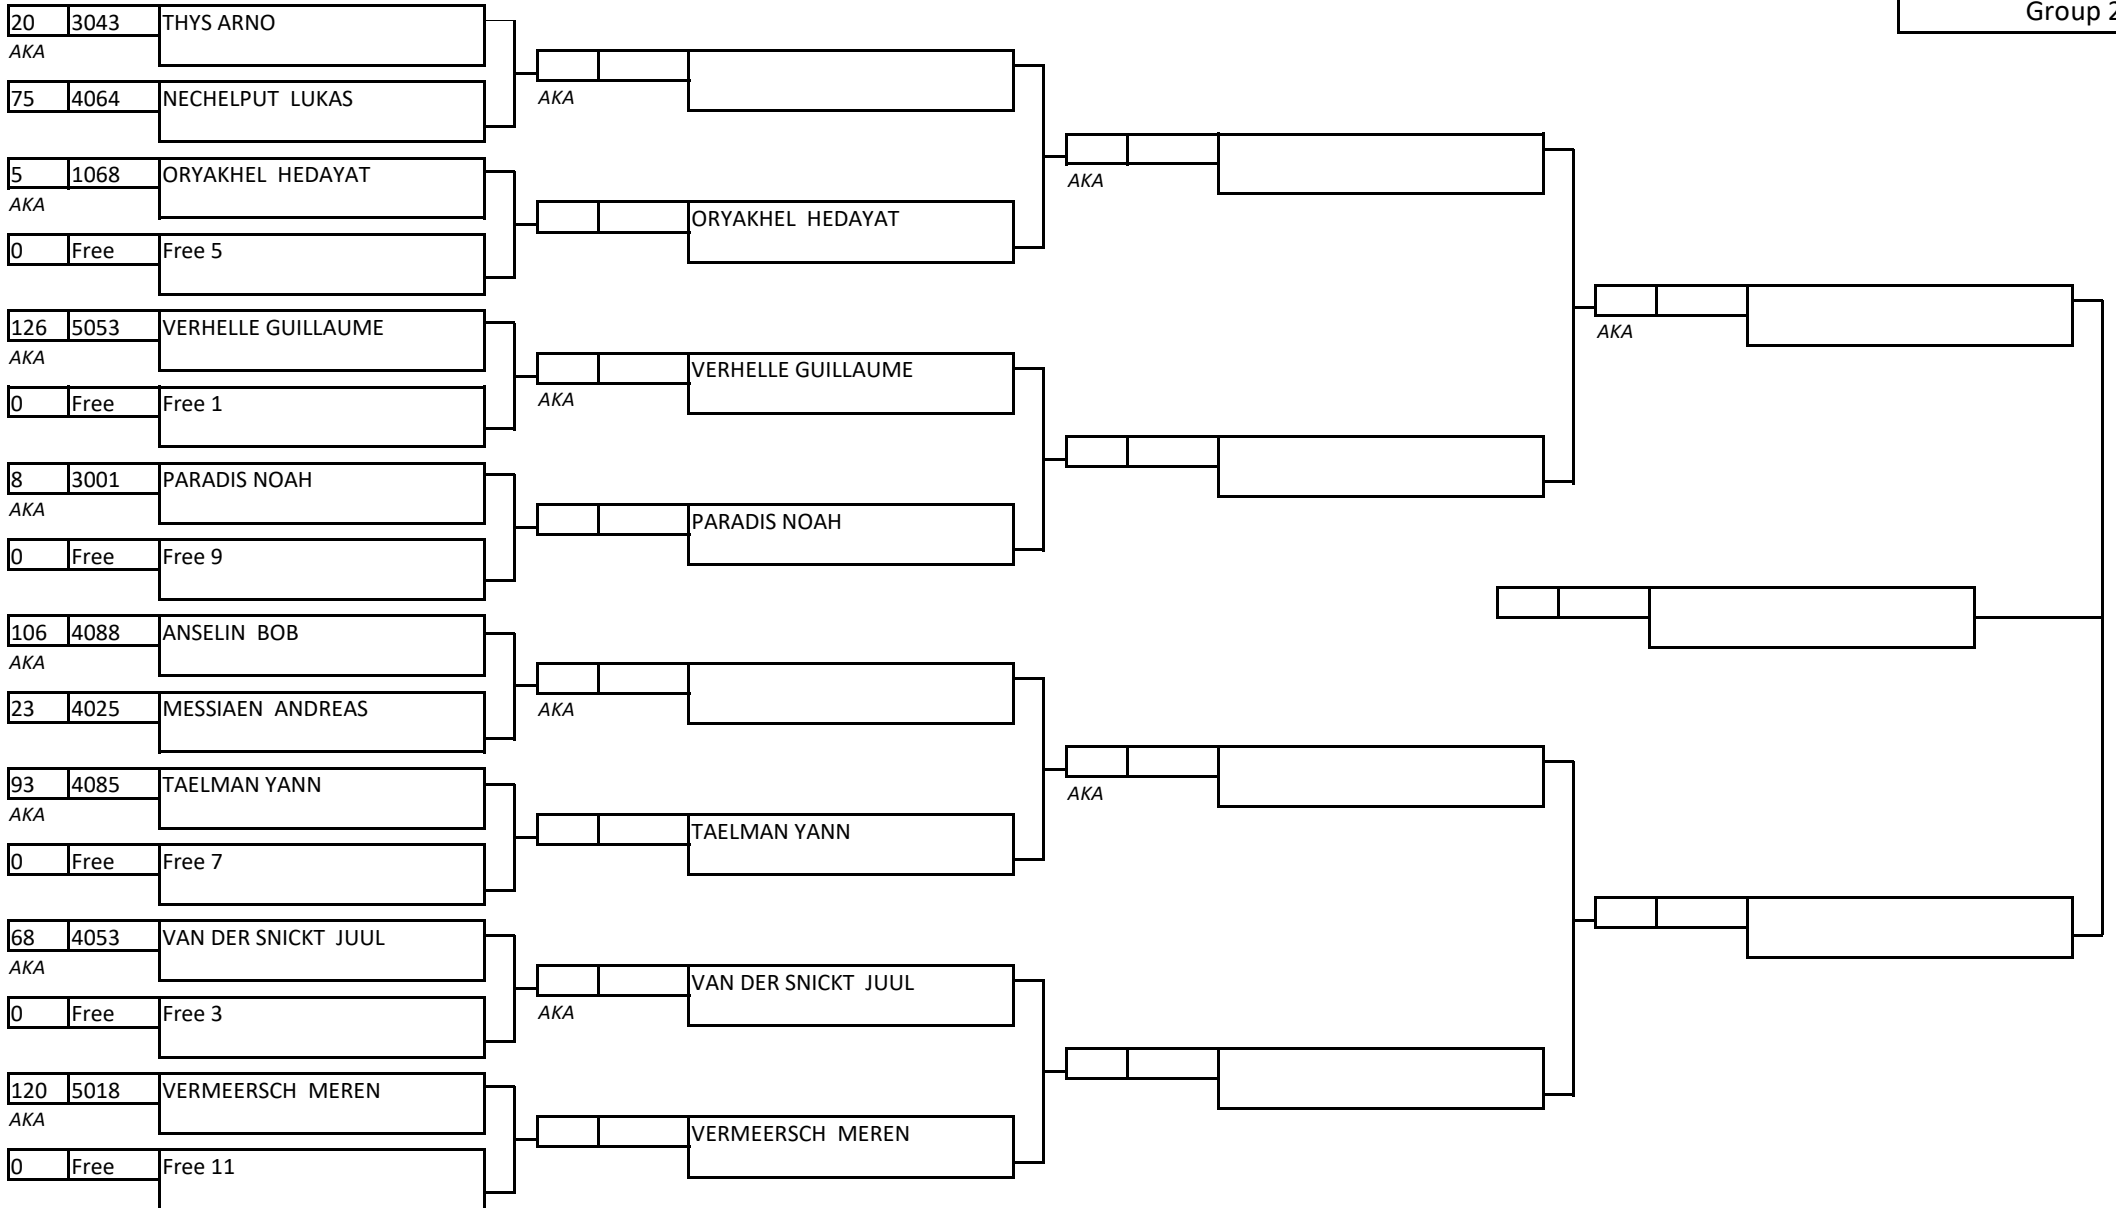 Group 2
20 3043 THYS ARNO
AKA
75 4064 NECHELPUT LUKAS
AKA
5 1068 ORYAKHEL HEDAYAT
AKA
0 Free Free 5
ORYAKHEL HEDAYAT
AKA
126 5053 VERHELLE GUILLAUME
AKA
0 Free Free 1
VERHELLE GUILLAUME
AKA
8 3001 PARADIS NOAH
AKA
0 Free Free 9
PARADIS NOAH
AKA
106 4088 ANSELIN BOB
AKA
23 4025 MESSIAEN ANDREAS
AKA
93 4085 TAELMAN YANN
AKA
0 Free Free 7
TAELMAN YANN
AKA
68 4053 VAN DER SNICKT JUUL
AKA
0 Free Free 3
VAN DER SNICKT JUUL
AKA
120 5018 VERMEERSCH MEREN
AKA
0 Free Free 11
VERMEERSCH MEREN